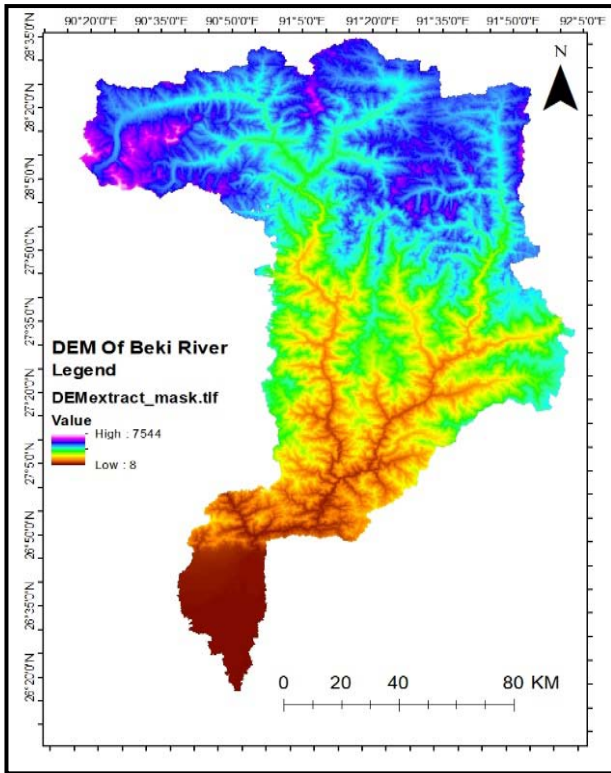 90°20'0"E 90°35'0"E 90°50'0"E 91°5'0"E 91°20'0"E 91°35'0"E 91°50'0"E 92°5'0"E
28°35'0"N
N
28°20'0"N
28°5'0"N
27°50'0"N
27°35'0"N
DEM Of Beki River
Legend
27°20'0"N
DEMextract_mask.tlf
Value
High : 7544
Low : 8
27°5'0"N
26°50'0"N
26°35'0"N
26°20'0"N
0 20 40 80 KM